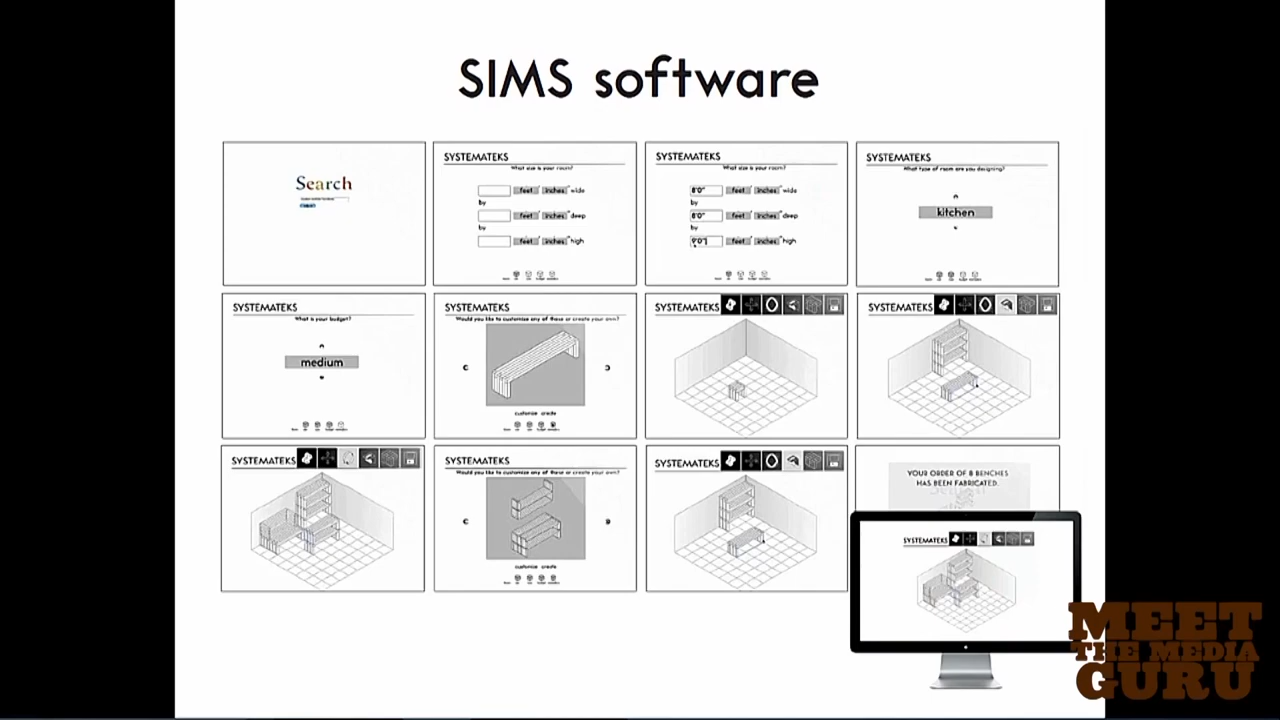 SIMS software
Search
SYSTEMATEKS
What size is your room?
feet' inches" wide
by
feet' inches" deep
by
feet' inches" high
SYSTEMATEKS
What size is your room?
8'0" feet' inches" wide
by
8'0" feet' inches" deep
by
9'0" feet' inches" high
SYSTEMATEKS
What type of room are you designing?
kitchen
SYSTEMATEKS
What is your budget?
medium
SYSTEMATEKS
Would you like to customize any of these or create your own?
customize create
SYSTEMATEKS
SYSTEMATEKS
SYSTEMATEKS
SYSTEMATEKS
Would you like to customize any of these or create your own?
customize create
SYSTEMATEKS
YOUR ORDER OF 8 BENCHES
HAS BEEN FABRICATED.
SYSTEMATEKS
MEET
THE MEDIA
GURU